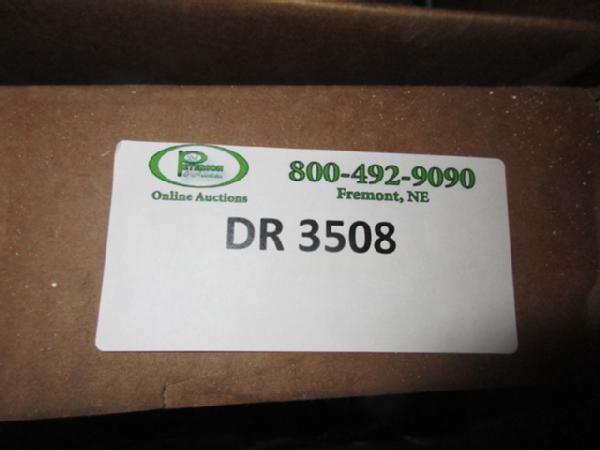 800-492-9090
Online Auctions
Fremont, NE
DR 3508